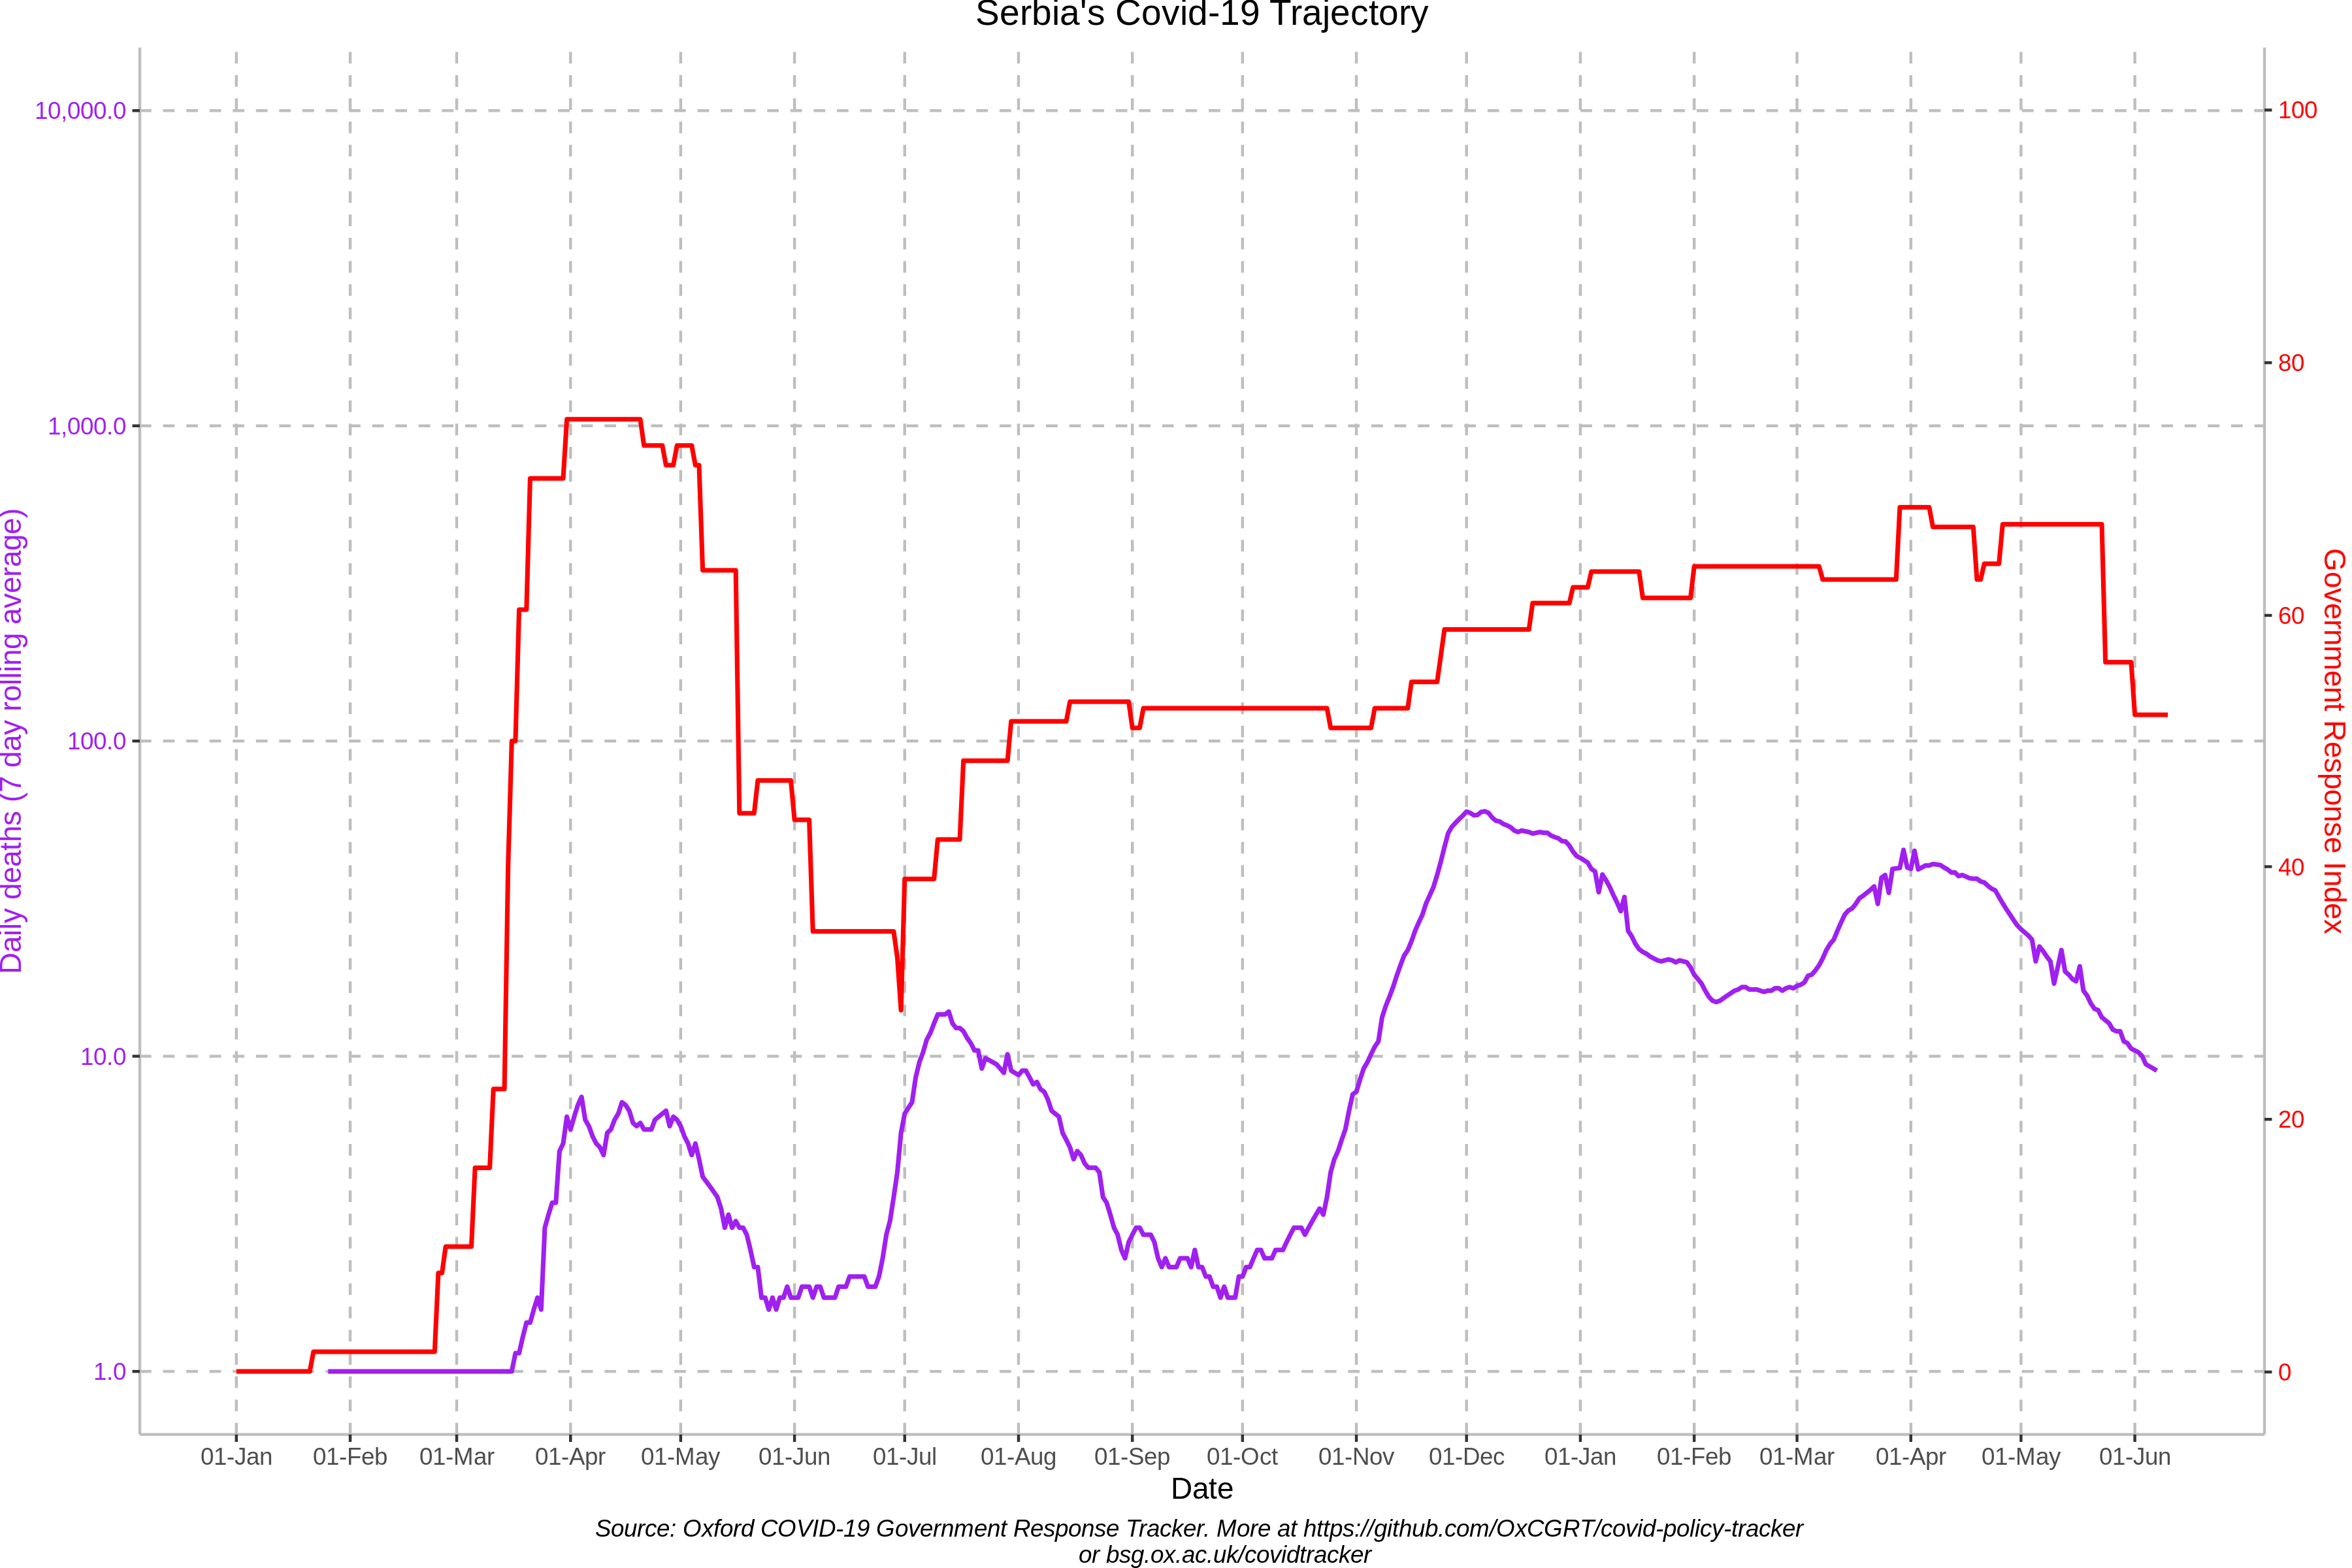 Serbia's Covid-19 Trajectory
10,000.0
1,000.0
100.0
10.0
1.0
Daily deaths (7 day rolling average)
100
80
60
40
20
0
Government Response Index
01-Jan 01-Feb 01-Mar 01-Apr 01-May 01-Jun 01-Jul 01-Aug 01-Sep 01-Oct 01-Nov 01-Dec 01-Jan 01-Feb 01-Mar 01-Apr 01-May 01-Jun
Date
Source: Oxford COVID-19 Government Response Tracker. More at https://github.com/OxCGRT/covid-policy-tracker
or bsg.ox.ac.uk/covidtracker